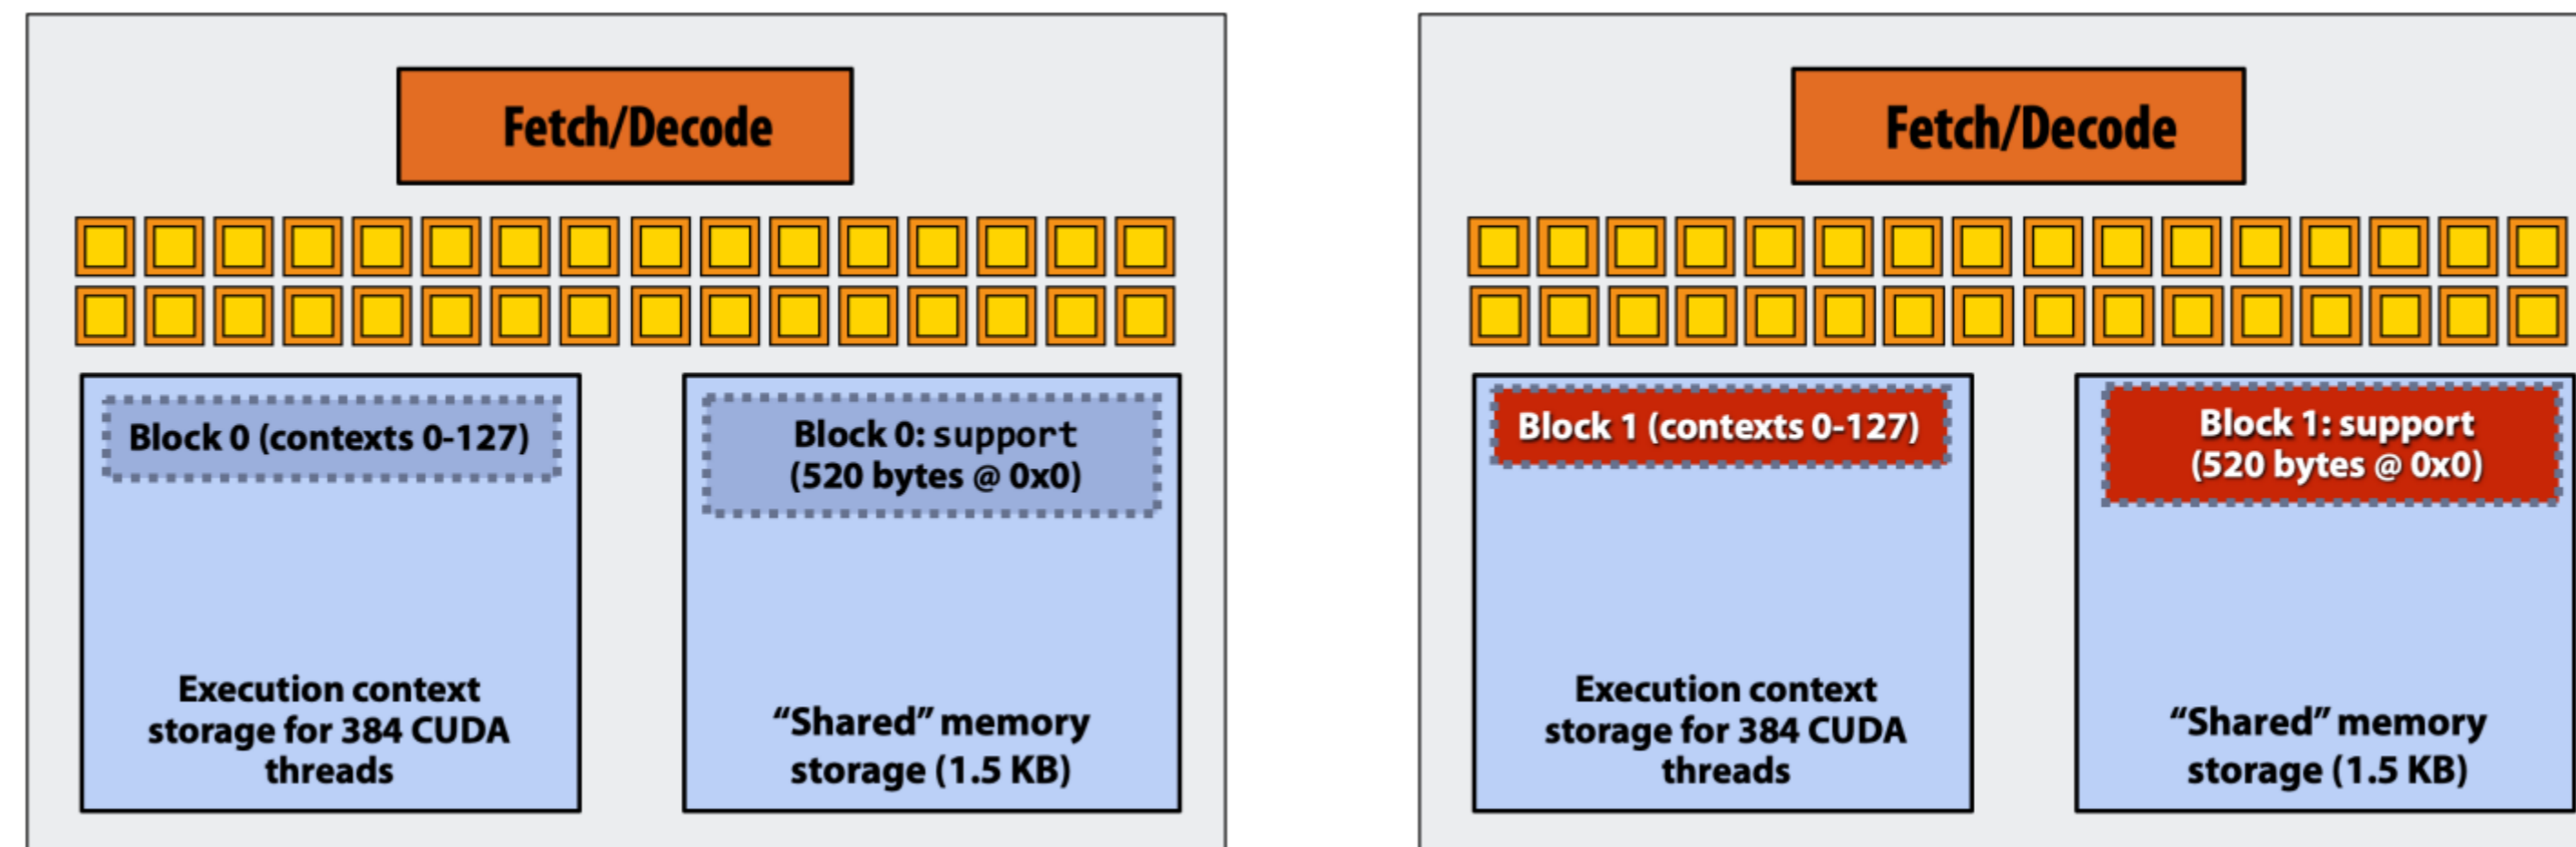 Fetch/Decode
Block 0 (contexts 0-127)
Execution context
storage for 384 CUDA
threads
Block 0: support
(520 bytes @ 0x0)
“Shared” memory
storage (1.5 KB)
Fetch/Decode
Block 1 (contexts 0-127)
Execution context
storage for 384 CUDA
threads
Block 1: support
(520 bytes @ 0x0)
“Shared” memory
storage (1.5 KB)